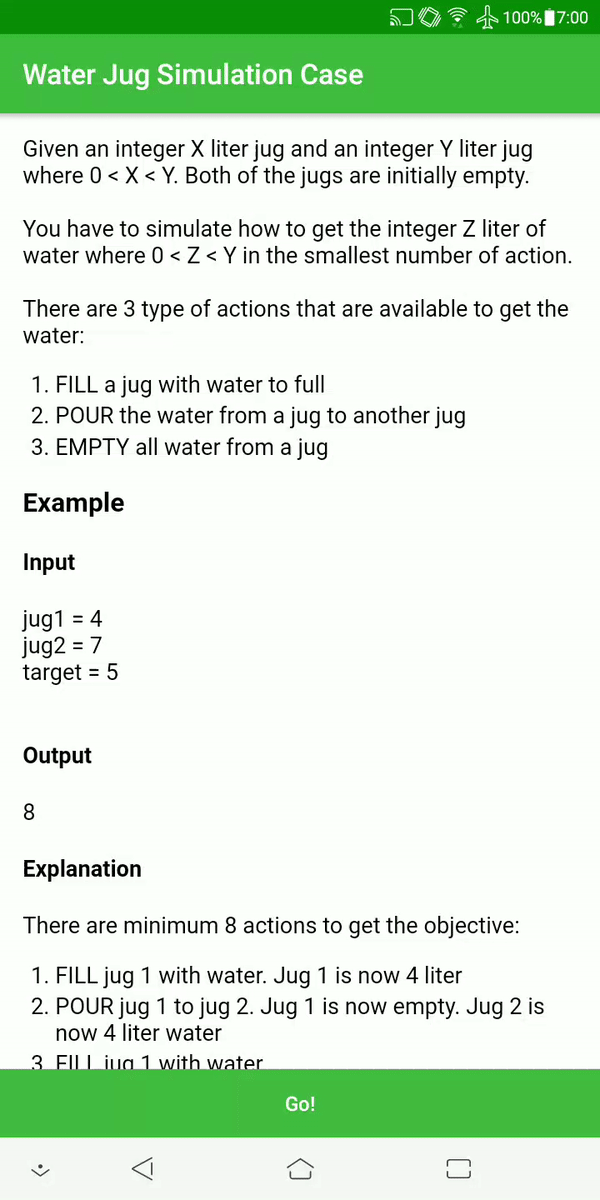 100% 7:00
Water Jug Simulation Case
Given an integer X liter jug and an integer Y liter jug
where 0 < X < Y. Both of the jugs are initially empty.
You have to simulate how to get the integer Z liter of
water where 0 < Z < Y in the smallest number of action.
There are 3 type of actions that are available to get the
water:
1. FILL a jug with water to full
2. POUR the water from a jug to another jug
3. EMPTY all water from a jug
Example
Input
jug1 = 4
jug2 = 7
target = 5
Output
8
Explanation
There are minimum 8 actions to get the objective:
1. FILL jug 1 with water. Jug 1 is now 4 liter
2. POUR jug 1 to jug 2. Jug 1 is now empty. Jug 2 is
now 4 liter water
3. FILL jug 1 with water
Go!